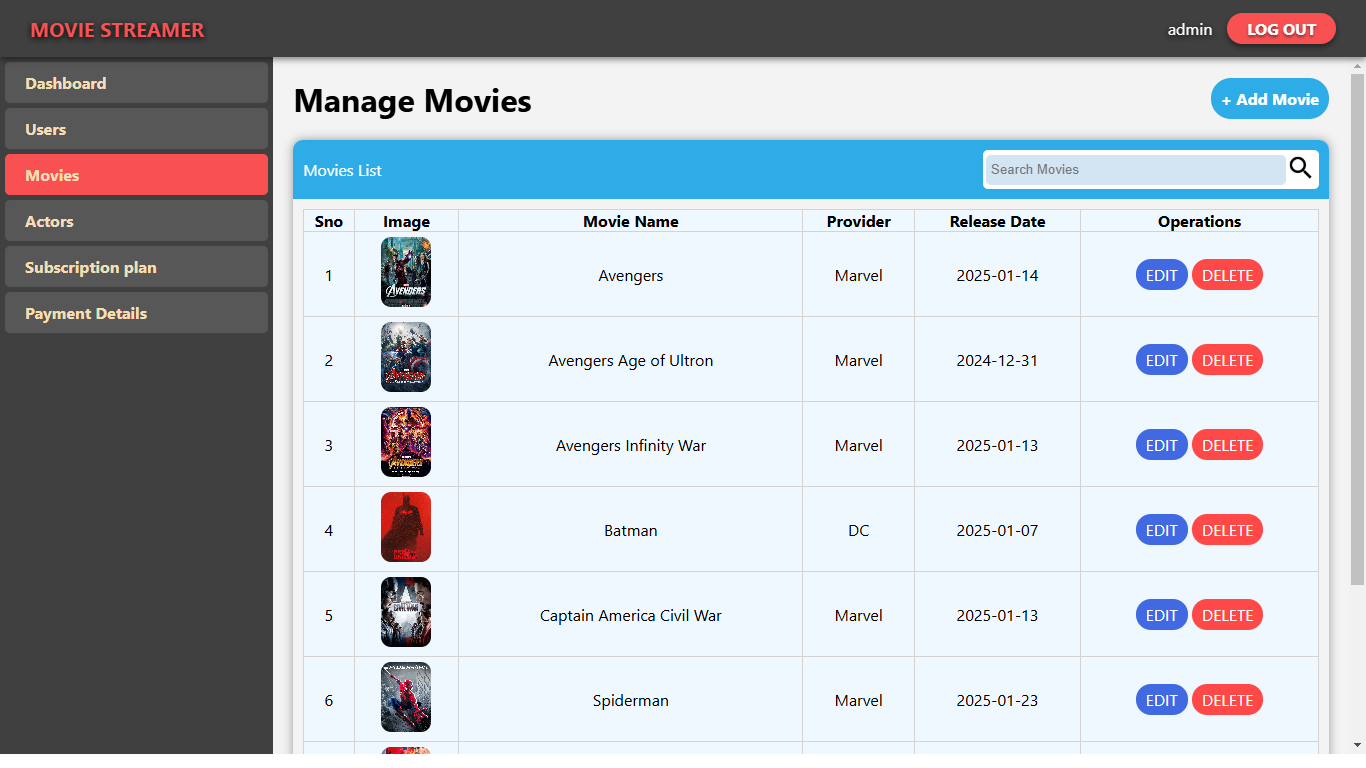 MOVIE STREAMER
admin LOG OUT
Dashboard
Users
Movies
Actors
Subscription plan
Payment Details
Manage Movies
+ Add Movie
Movies List
Search Movies
Sno Image Movie Name Provider Release Date Operations
1 AVENGERS Avengers Marvel 2025-01-14 EDIT DELETE
2 Avengers Age of Ultron Marvel 2024-12-31 EDIT DELETE
3 AVENGERS Avengers Infinity War Marvel 2025-01-13 EDIT DELETE
4 Batman DC 2025-01-07 EDIT DELETE
5 CIVIL WAR Captain America Civil War Marvel 2025-01-13 EDIT DELETE
6 Spiderman Marvel 2025-01-23 EDIT DELETE